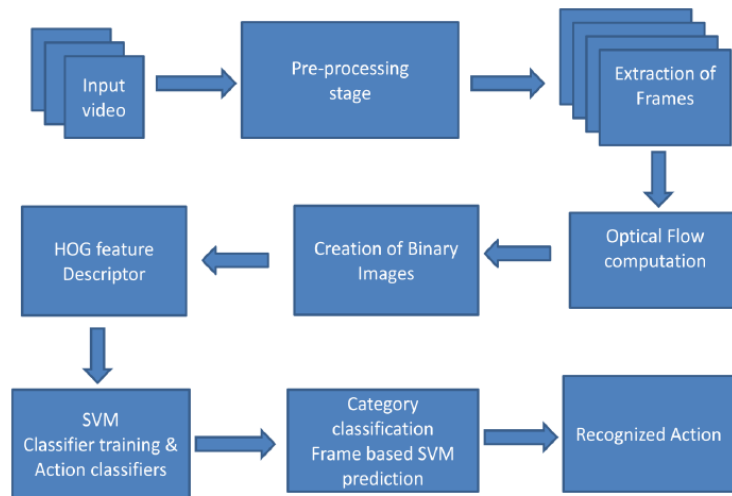 Input
video
Pre-processing
stage
Extraction of
Frames
Optical Flow
computation
Creation of Binary
Images
HOG feature
Descriptor
SVM
Classifier training &
Action classifiers
Category
classification
Frame based SVM
prediction
Recognized Action